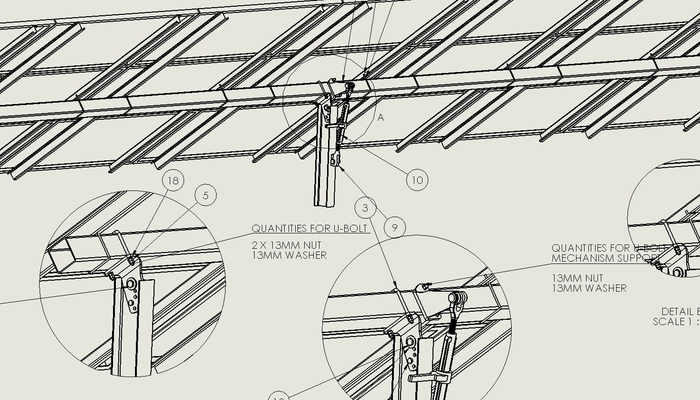 A
10
18
5
3
9
QUANTITIES FOR U-BOLT
2 X 13MM NUT
13MM WASHER
QUANTITIES FOR U-BOLT
MECHANISM SUPPORT
13MM NUT
13MM WASHER
DETAIL
SCALE 1 :